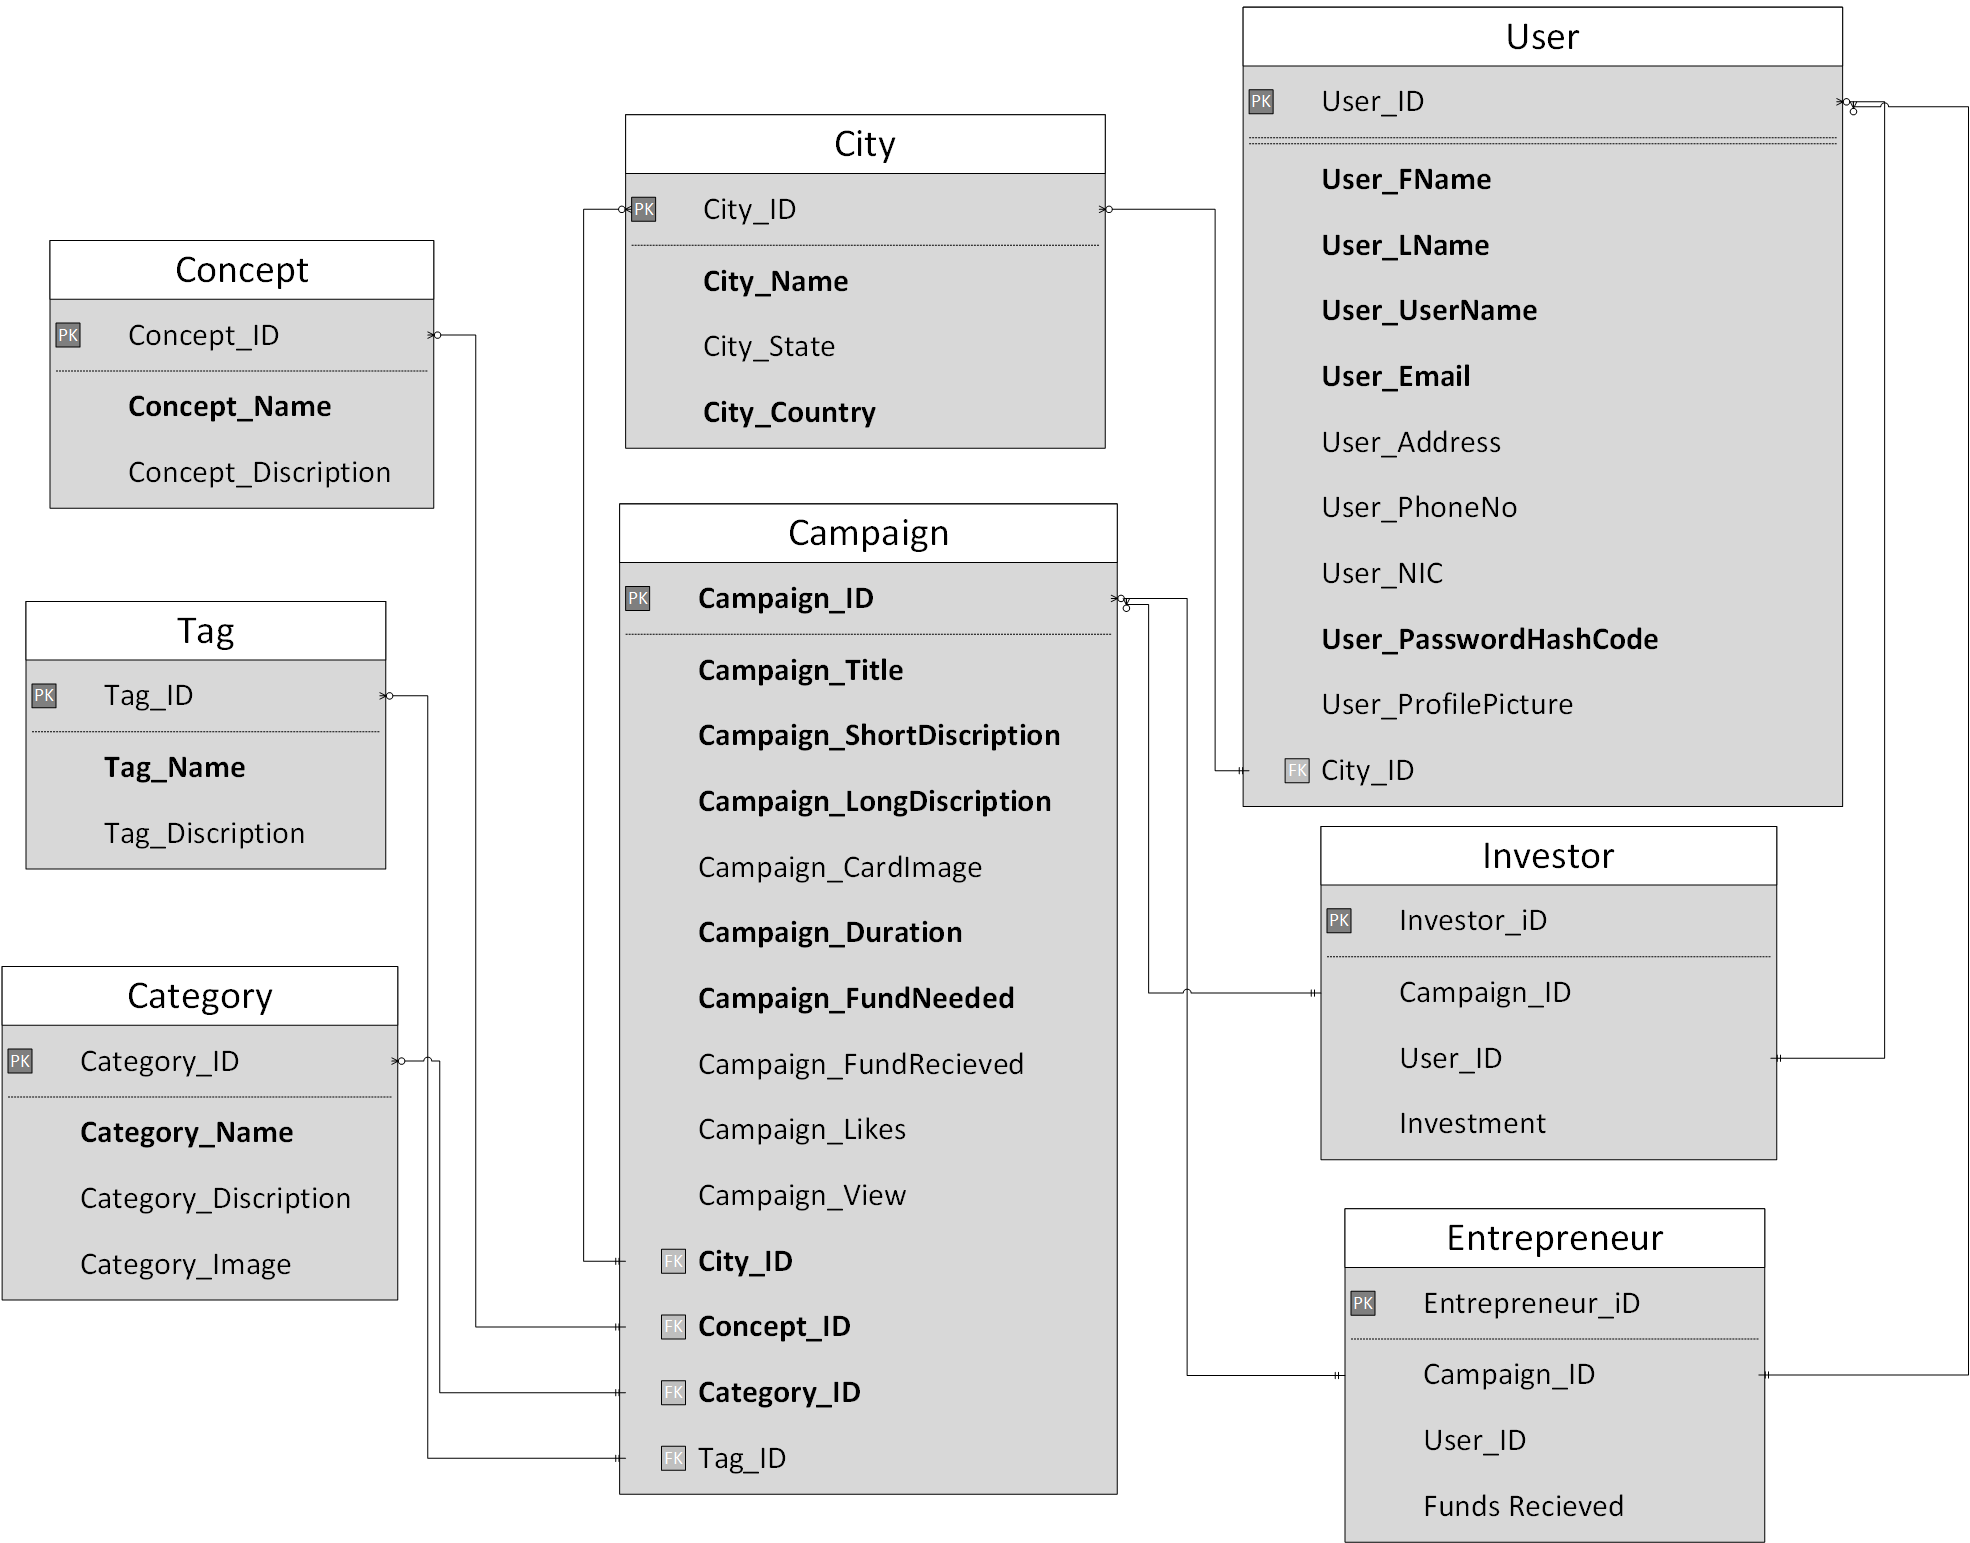 User
PK User_ID
User_FName
User_LName
User_UserName
User_Email
User_Address
User_PhoneNo
User_NIC
User_PasswordHashCode
User_ProfilePicture
FK City_ID
City
PK City_ID
City_Name
City_State
City_Country
Concept
PK Concept_ID
Concept_Name
Concept_Discription
Campaign
PK Campaign_ID
Campaign_Title
Campaign_ShortDiscription
Campaign_LongDiscription
Campaign_CardImage
Campaign_Duration
Campaign_FundNeeded
Campaign_FundRecieved
Campaign_Likes
Campaign_View
FK City_ID
FK Concept_ID
FK Category_ID
FK Tag_ID
Tag
PK Tag_ID
Tag_Name
Tag_Discription
Category
PK Category_ID
Category_Name
Category_Discription
Category_Image
Investor
PK Investor_iD
Campaign_ID
User_ID
Investment
Entrepreneur
PK Entrepreneur_iD
Campaign_ID
User_ID
Funds Recieved